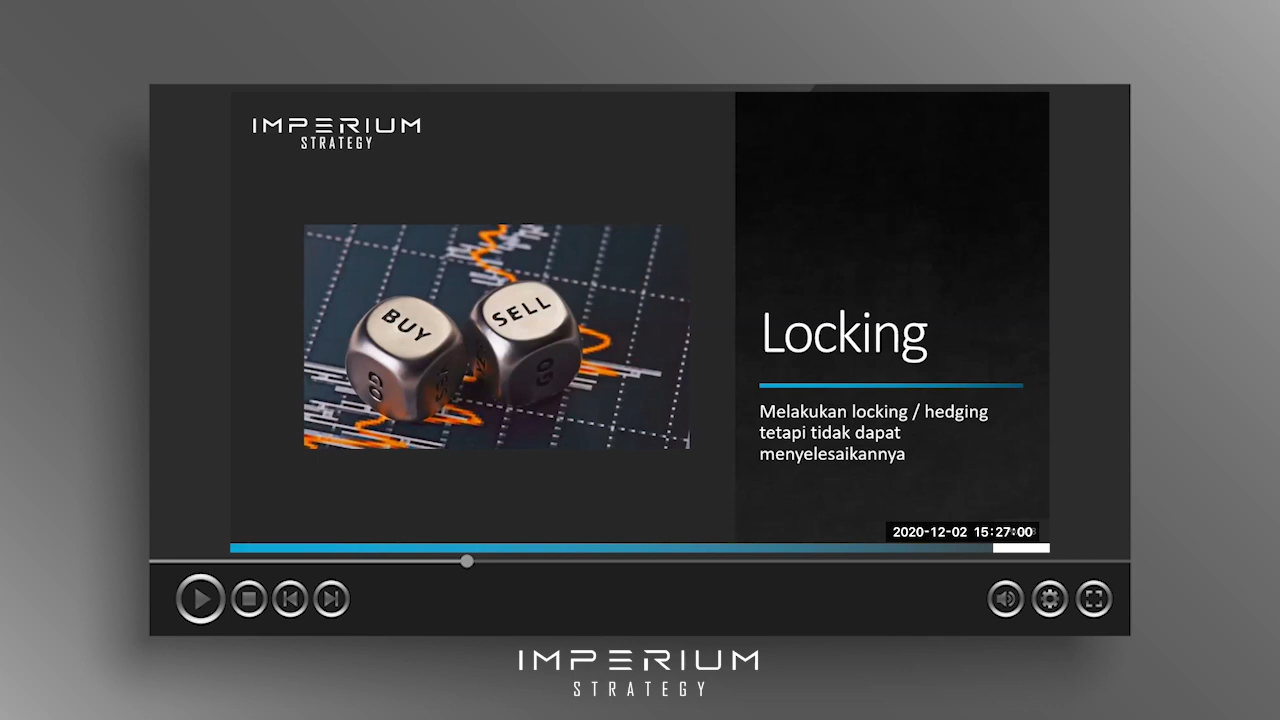 IMPERIUM
STRATEGY
BUY
SELL
GO
Locking
Melakukan locking / hedging
tetapi tidak dapat
menyelesaikannya
2020-12-02 15:27:00
IMPERIUM
STRATEGY